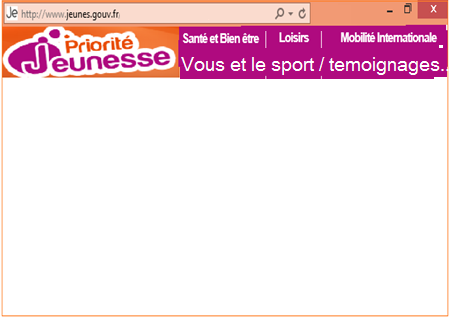 Je http://www.jeunes.gouv.fr/
Priorité
Jeunesse
Santé et Bien être Loisirs Mobilité Internationale
Vous et le sport / temoignages..